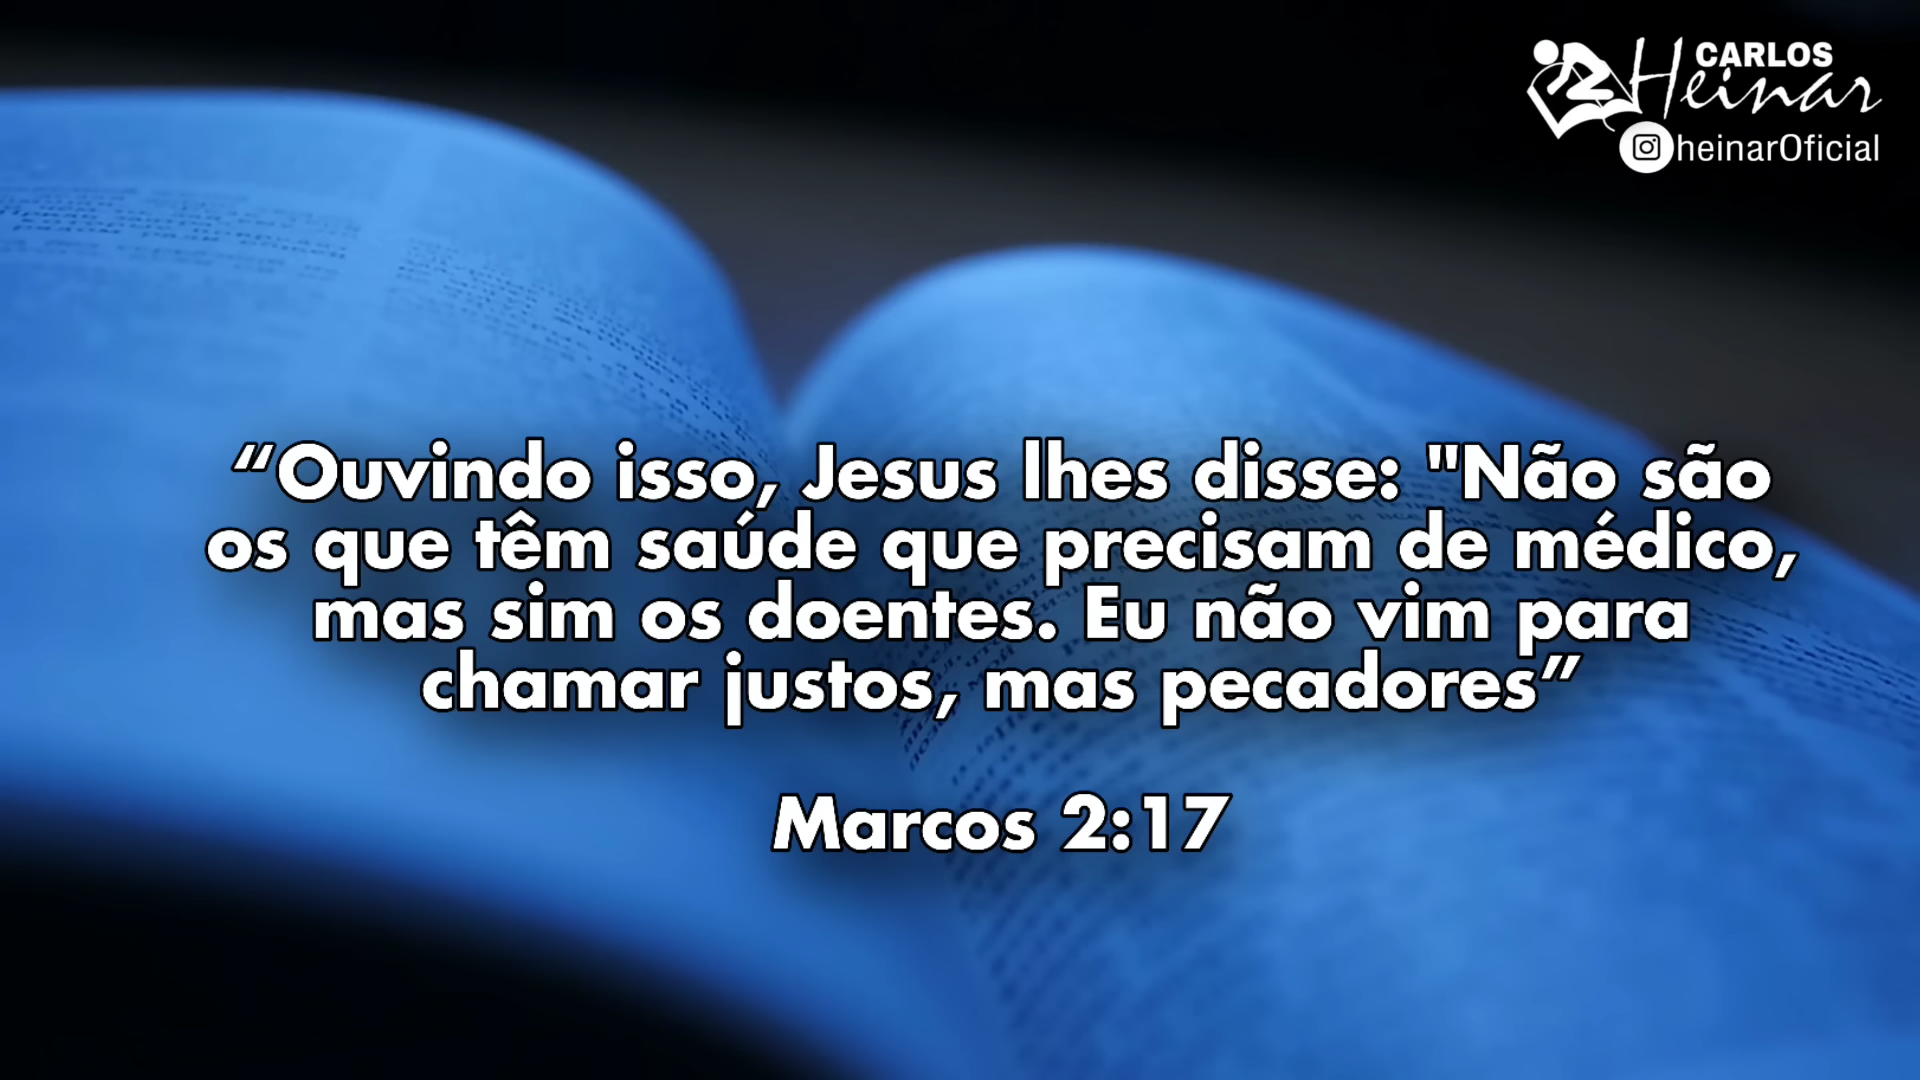 CARLOS
Heinar
heinarOficial
“Ouvindo isso, Jesus lhes disse: "Não são
os que têm saúde que precisam de médico,
mas sim os doentes. Eu não vim para
chamar justos, mas pecadores”
Marcos 2:17